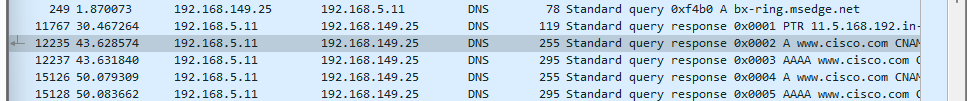 249 1.870073 192.168.149.25 192.168.5.11 DNS 78 Standard query 0xf4b0 A bx-ring.msedge.net
11767 30.467264 192.168.5.11 192.168.149.25 DNS 119 Standard query response 0x0001 PTR 11.5.168.192.in-
12235 43.628574 192.168.5.11 192.168.149.25 DNS 255 Standard query response 0x0002 A www.cisco.com CNAM
12237 43.631840 192.168.5.11 192.168.149.25 DNS 295 Standard query response 0x0003 AAAA www.cisco.com C
15126 50.079309 192.168.5.11 192.168.149.25 DNS 255 Standard query response 0x0004 A www.cisco.com CNAM
15128 50.083662 192.168.5.11 192.168.149.25 DNS 295 Standard query response 0x0005 AAAA www.cisco.com C